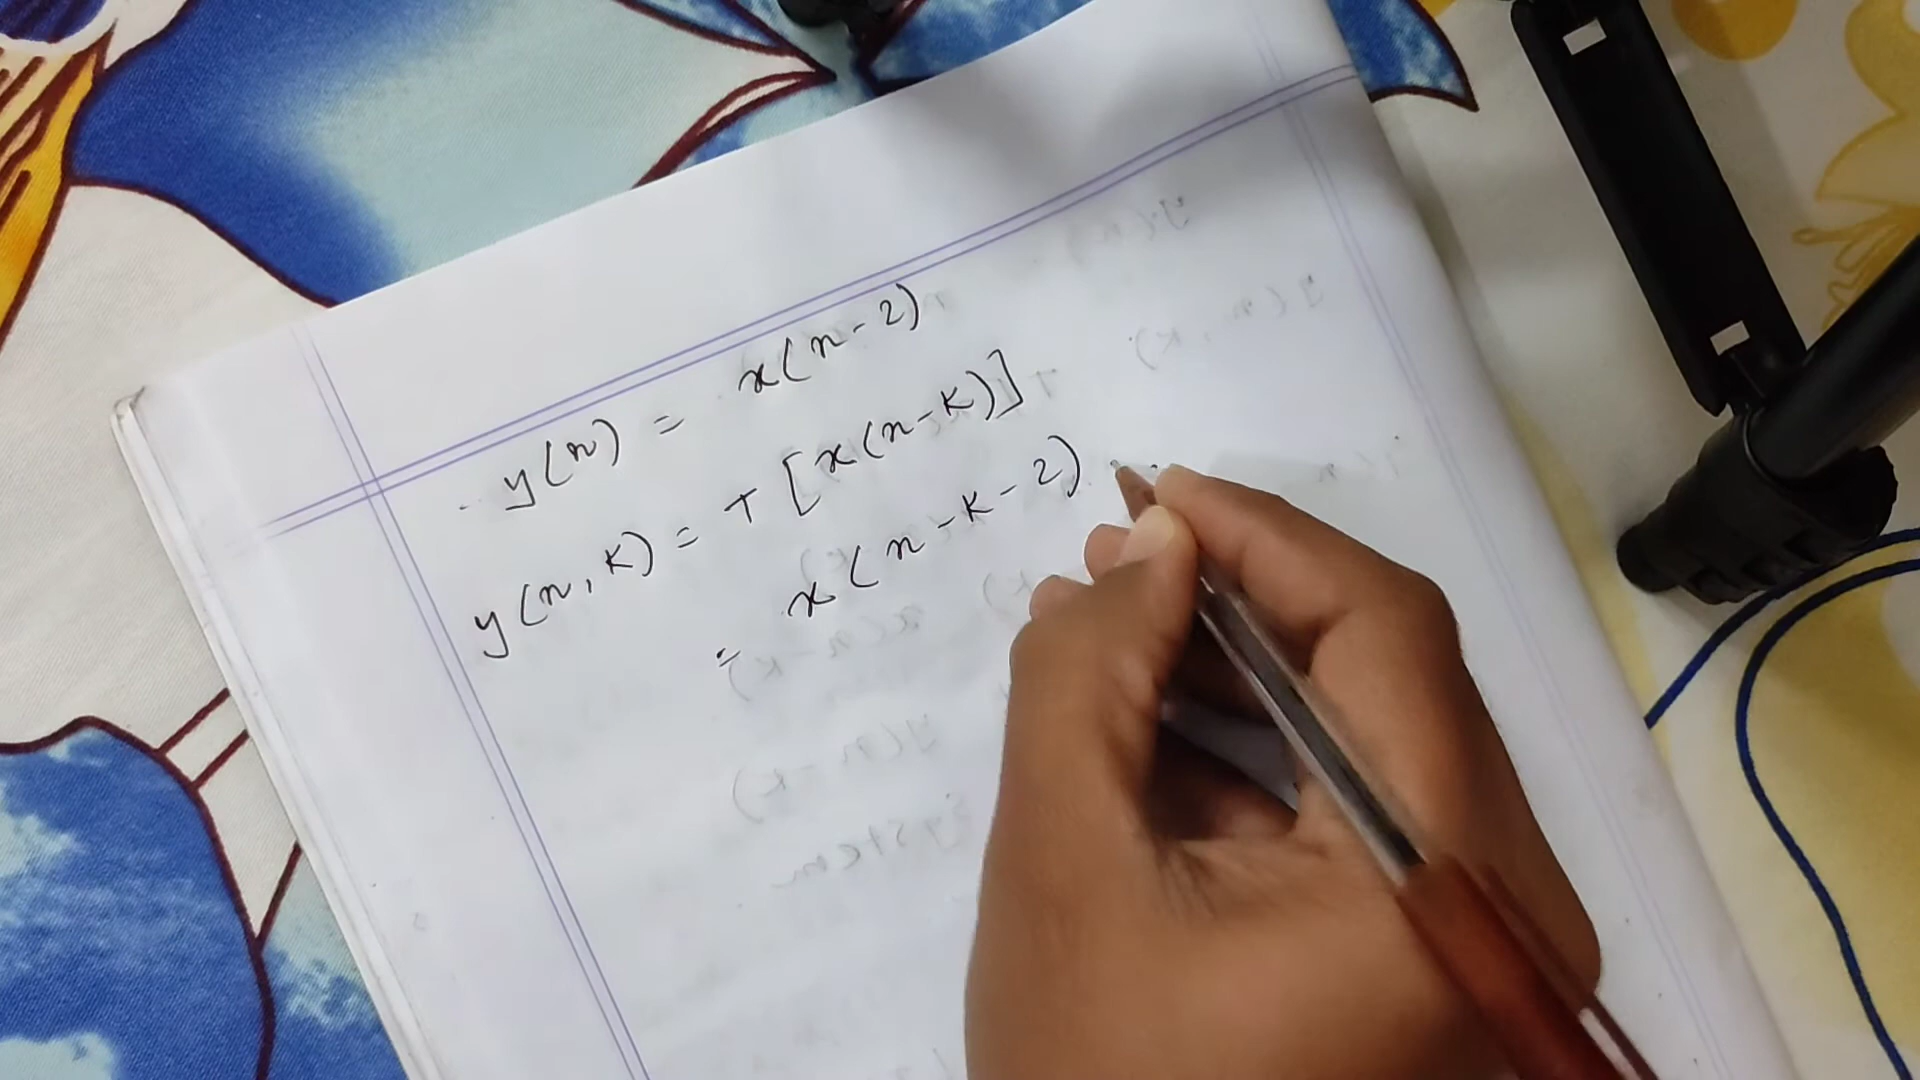 y(n) = x(n-2)
y(n,k) = T[x(n-k)]
= x(n-k-2)